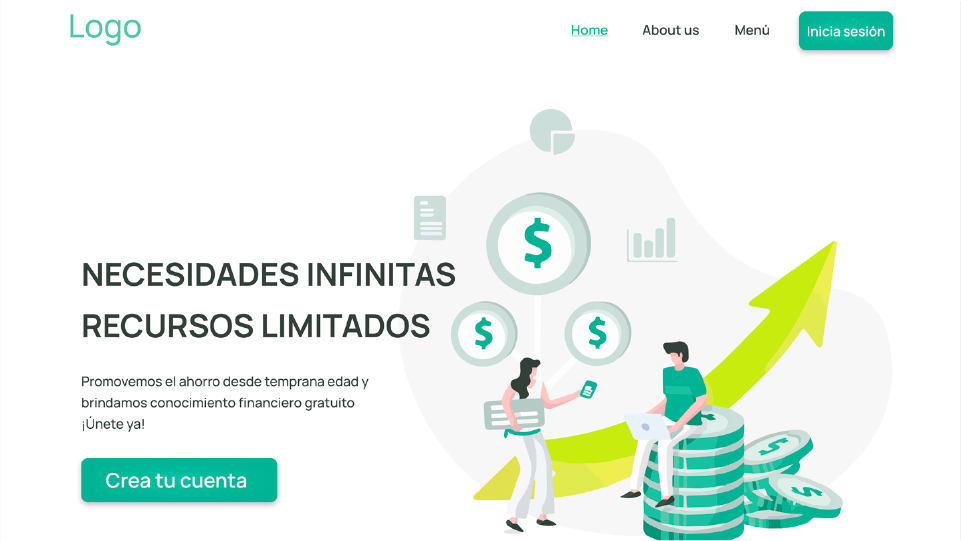 Logo
Home
About us
Menú
Inicia sesión
$
$
$
NECESIDADES INFINITAS
RECURSOS LIMITADOS
Promovemos el ahorro desde temprana edad y
brindamos conocimiento financiero gratuito
¡Únete ya!
Crea tu cuenta
$
$
$